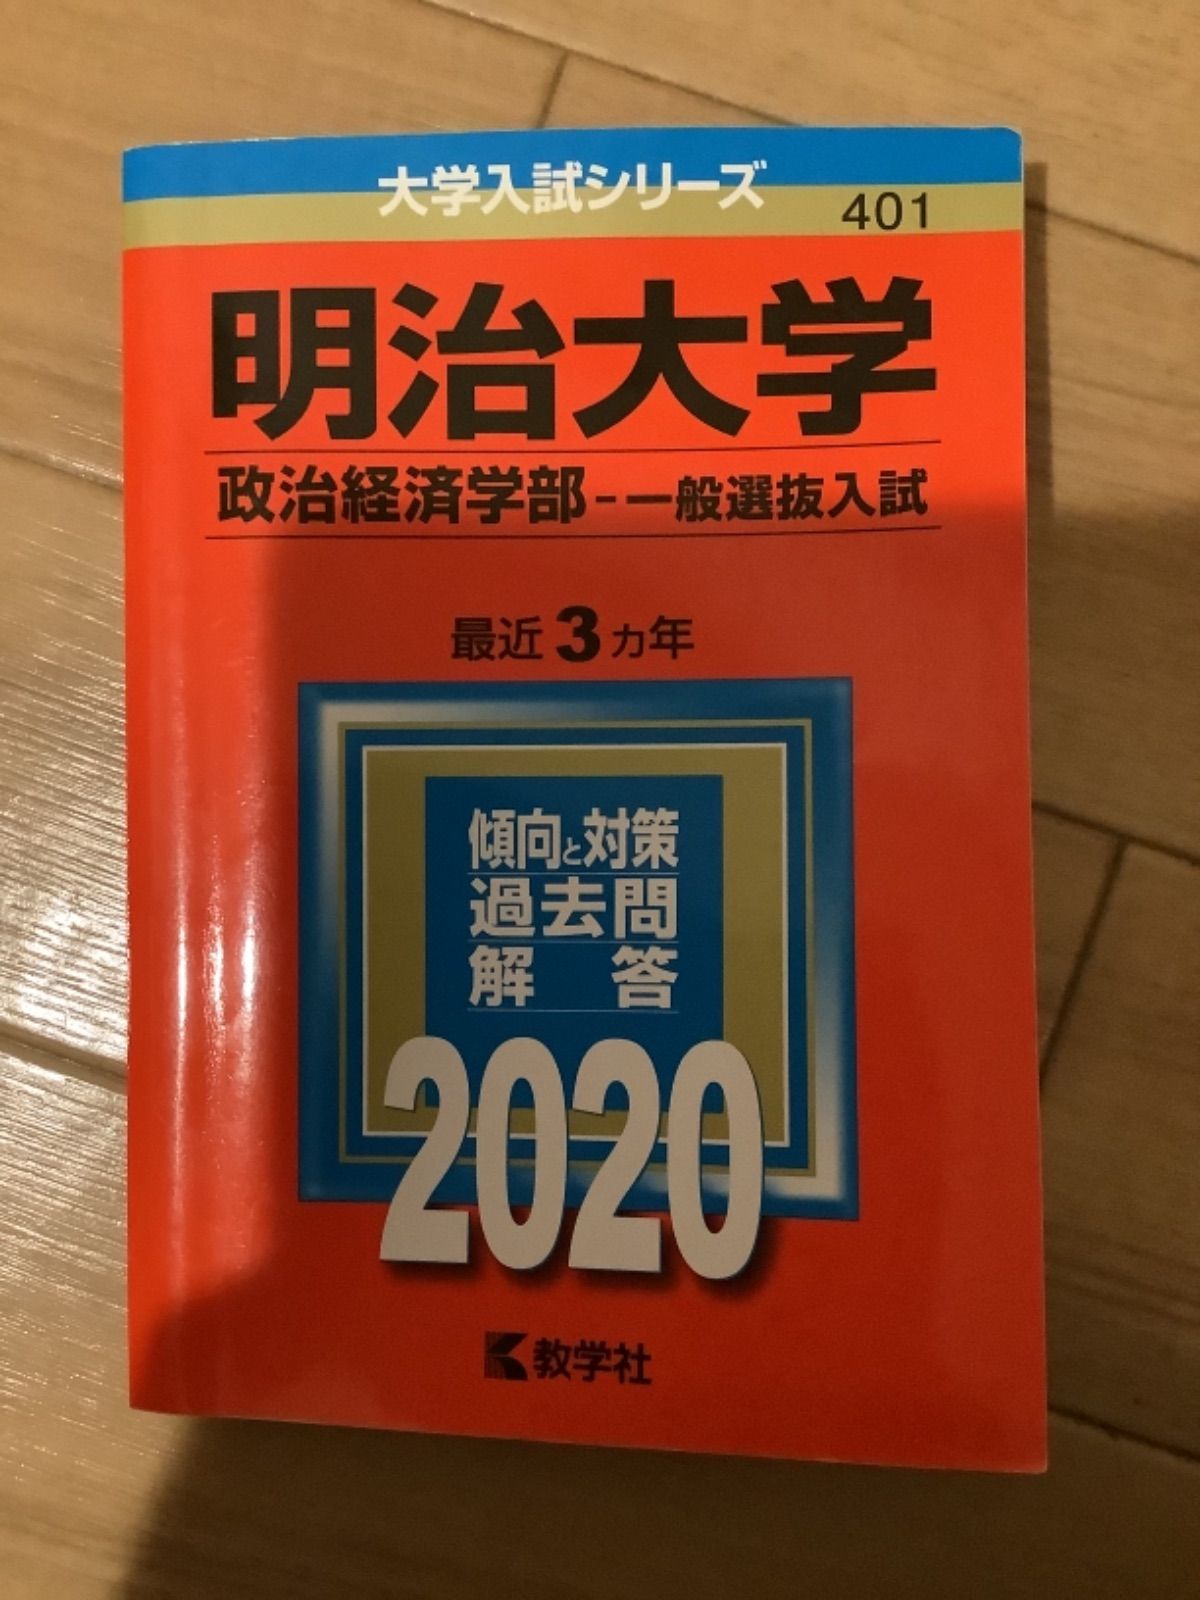 大学入試シリーズ
401
明治大学
政治経済学部-一般選抜入試
最近3カ年
傾向と対策
過去問
解答
2020
教学社